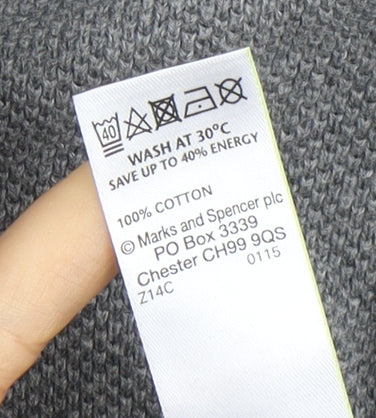 40
WASH AT 30°C
SAVE UP TO 40% ENERGY
100% COTTON
© Marks and Spencer plc
PO Box 3339
Chester CH99 9QS
Z14C 0115